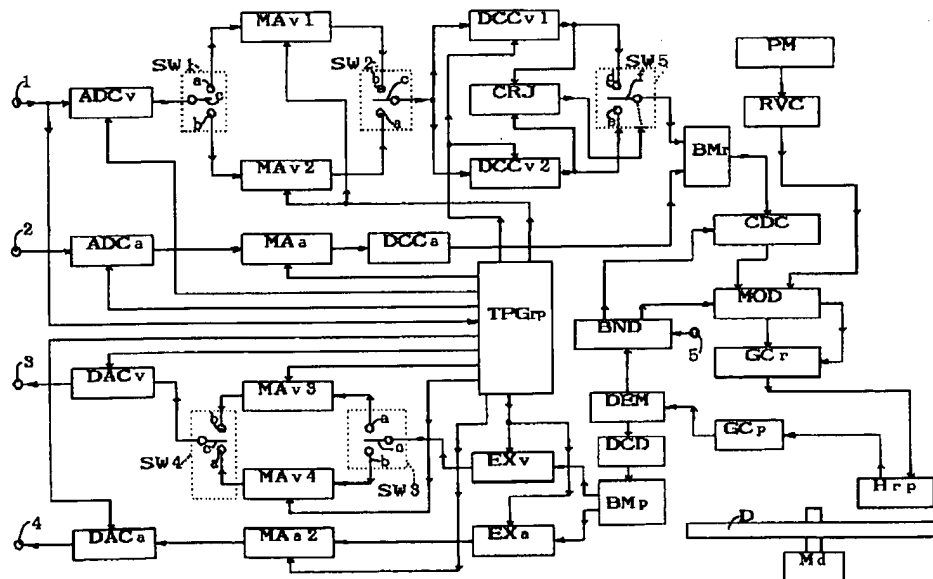 MAv1
DCCv1
PM
SW1
SW2
SW5
1
ADCv
a
c
b
b
c
a
CRJ
d
f
e
RVC
MAv2
DCCv2
BMr
2
ADCa
MAa
DCCa
CDC
TPGrp
MOD
BND
5
3
DACv
MAv3
GCr
b
c
a
a
c
b
DEM
GCp
SW4
MAv4
SW3
EXv
DCD
BMp
Hrp
4
DACa
MAa2
EXa
D
Md